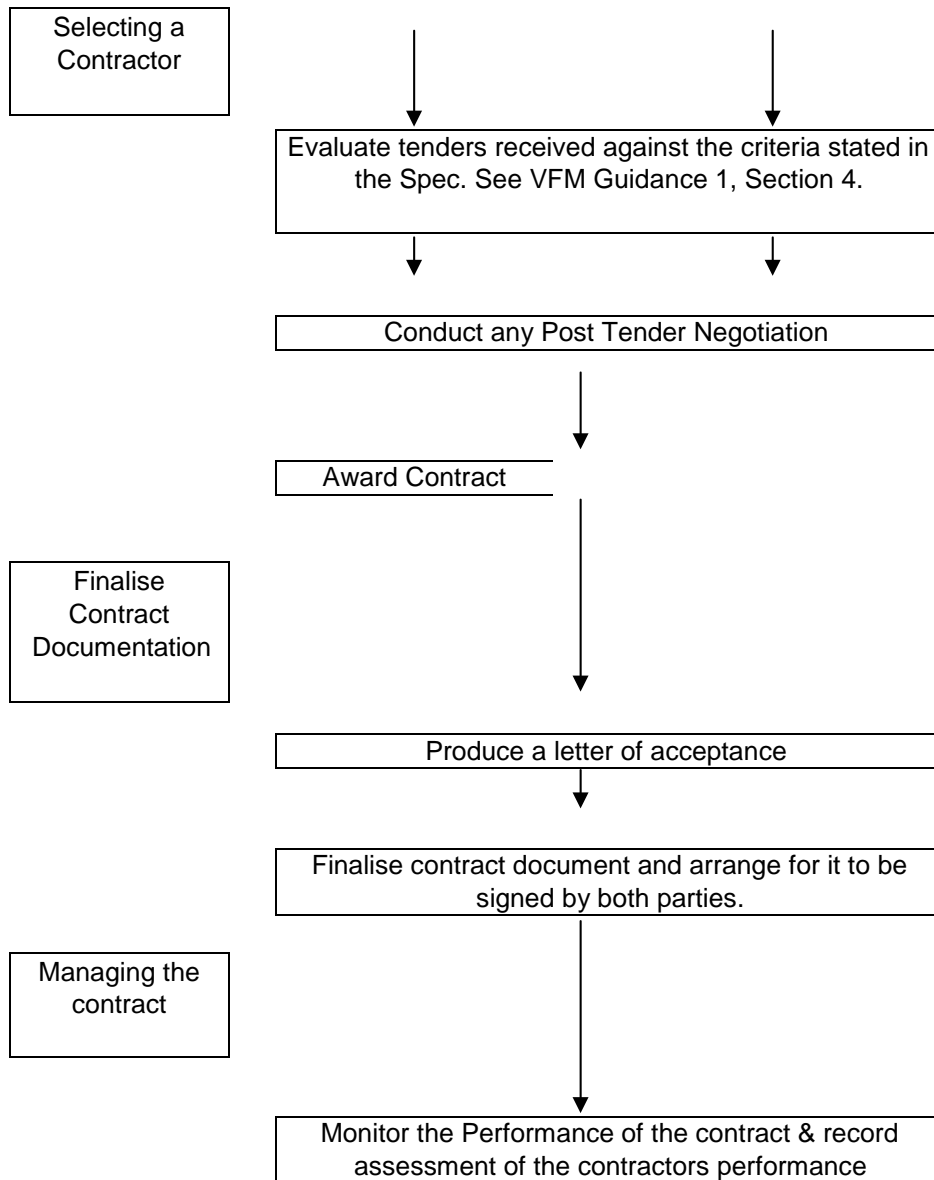 Selecting a
Contractor
Evaluate tenders received against the criteria stated in
the Spec. See VFM Guidance 1, Section 4.
Conduct any Post Tender Negotiation
Award Contract
Finalise
Contract
Documentation
Produce a letter of acceptance
Finalise contract document and arrange for it to be
signed by both parties.
Managing the
contract
Monitor the Performance of the contract & record
assessment of the contractors performance